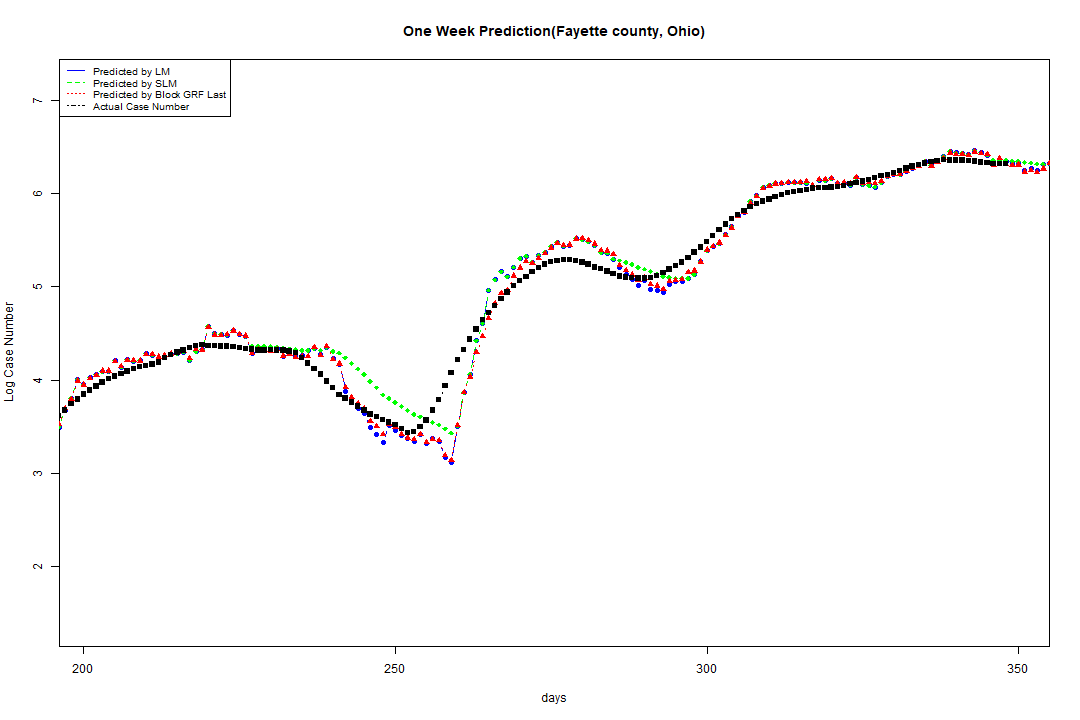 One Week Prediction(Fayette county, Ohio)
Predicted by LM
Predicted by SLM
Predicted by Block GRF Last
Actual Case Number
7
6
5
4
3
2
Log Case Number
200 250 300 350
days